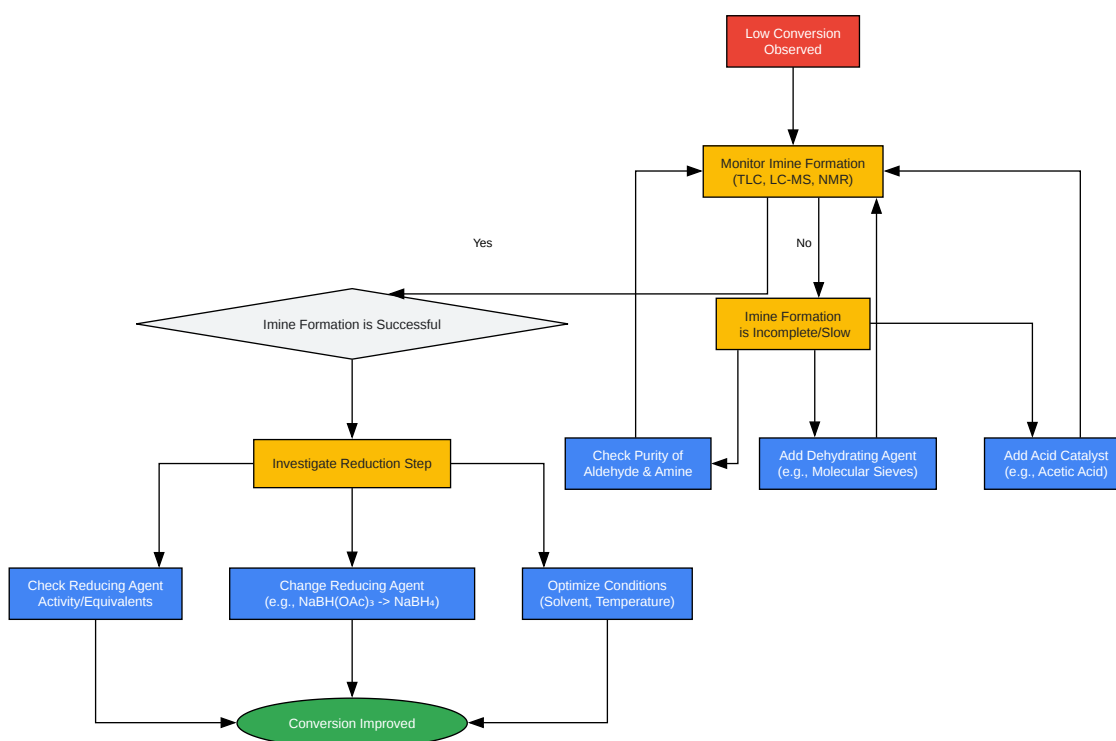 Low Conversion
Observed
Monitor Imine Formation
(TLC, LC-MS, NMR)
Yes
No
Imine Formation is Successful
Imine Formation
is Incomplete/Slow
Investigate Reduction Step
Check Purity of
Aldehyde & Amine
Add Dehydrating Agent
(e.g., Molecular Sieves)
Add Acid Catalyst
(e.g., Acetic Acid)
Check Reducing Agent
Activity/Equivalents
Change Reducing Agent
(e.g., NaBH(OAc)₃ -> NaBH₄)
Optimize Conditions
(Solvent, Temperature)
Conversion Improved